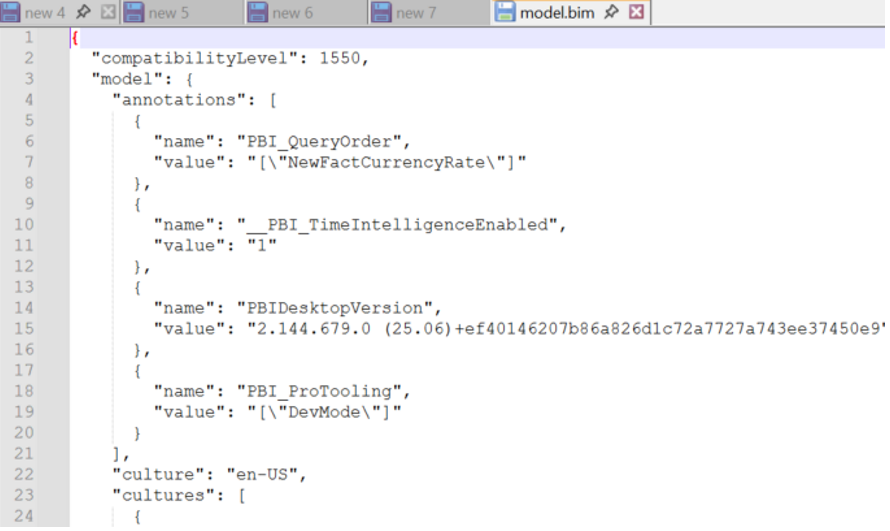 new 4 new 5 new 6 new 7 model.bim
1 {
2 "compatibilityLevel": 1550,
3 "model": {
4 "annotations": [
5 {
6 "name": "PBI_QueryOrder",
7 "value": "[\"NewFactCurrencyRate\"]"
8 },
9 {
10 "name": "__PBI_TimeIntelligenceEnabled",
11 "value": "1"
12 },
13 {
14 "name": "PBIDesktopVersion",
15 "value": "2.144.679.0 (25.06)+ef40146207b86a826d1c72a7727a743ee37450e9"
16 },
17 {
18 "name": "PBI_ProTooling",
19 "value": "[\"DevMode\"]"
20 }
21 ],
22 "culture": "en-US",
23 "cultures": [
24 {